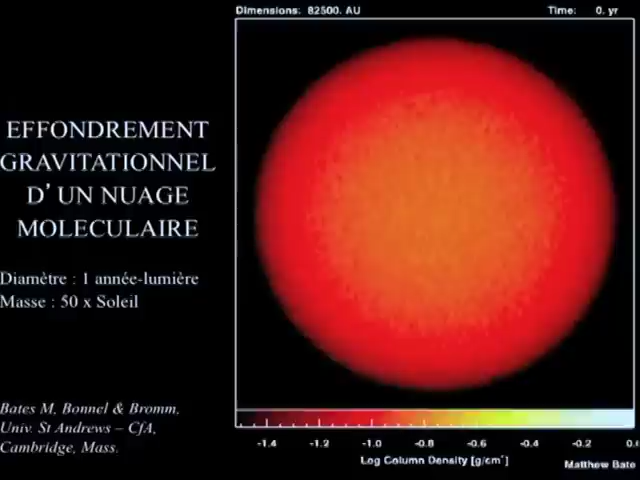 Dimensions: 82500. AU
Time: 0. yr
EFFONDREMENT
GRAVITATIONNEL
D'UN NUAGE
MOLECULAIRE
Diamètre : 1 année-lumière
Masse : 50 x Soleil
Bates M, Bonnel & Bromm,
Univ. St Andrews – CfA,
Cambridge, Mass.
-1.4 -1.2 -1.0 -0.8 -0.6 -0.4 -0.2 0.0
Log Column Density [g/cm²]
Matthew Bate